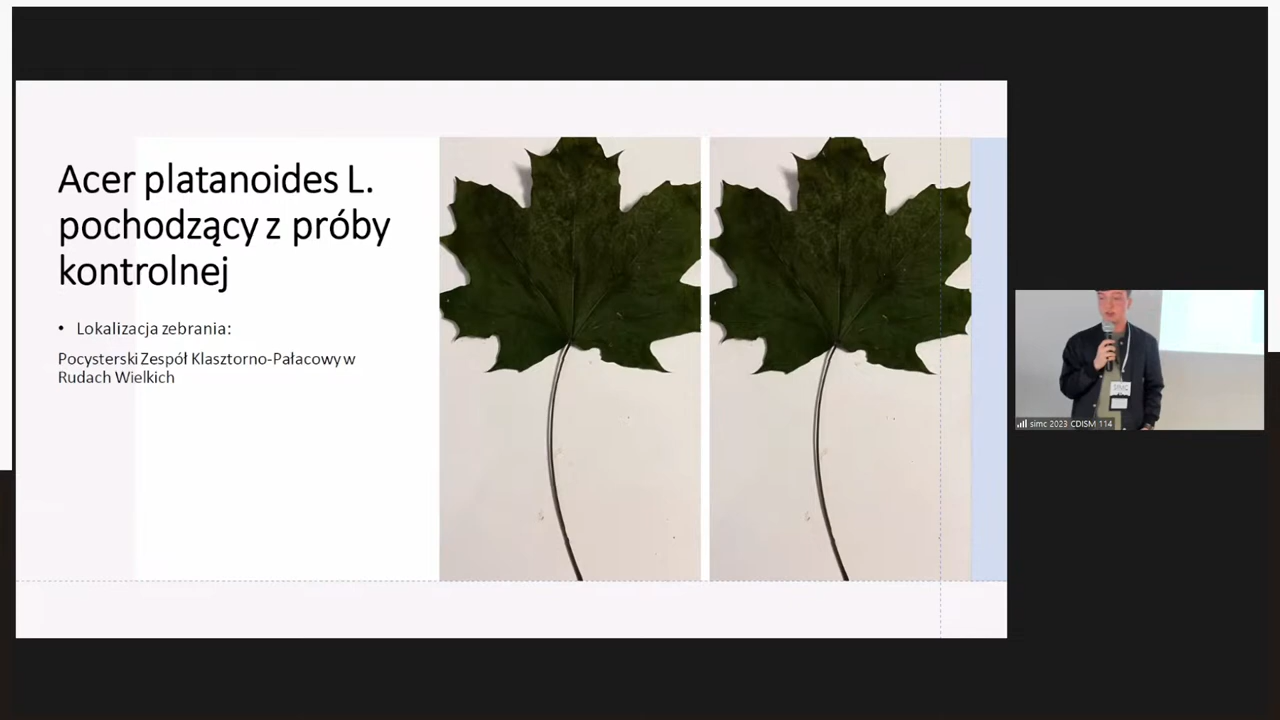 Acer platanoides L.
pochodzący z próby
kontrolnej
• Lokalizacja zebrania:
Pocysterski Zespół Klasztorno-Pałacowy w
Rudach Wielkich
simc 2023 CDISM 114